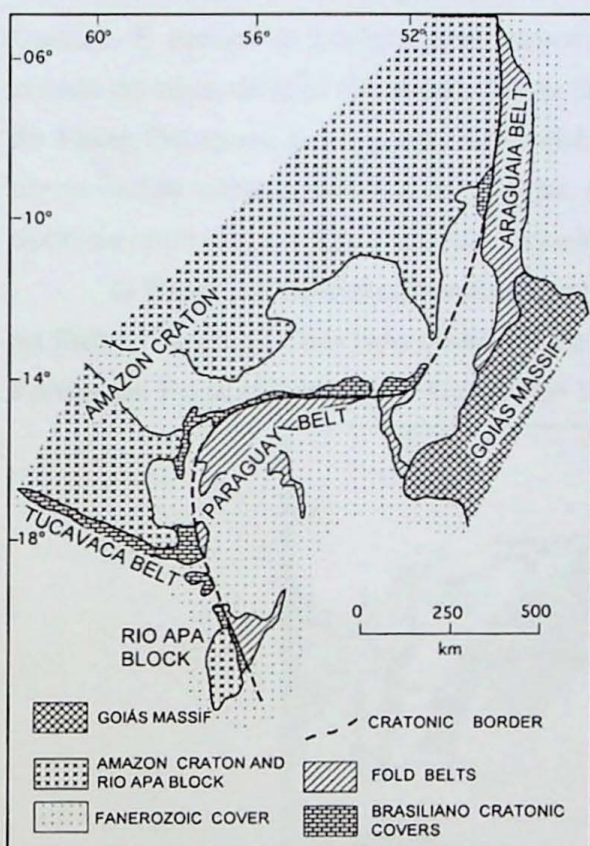 60°
56°
52°
06°
10°
14°
18°
ARAGUAIA BELT
AMAZON CRATON
GOIÁS MASSIF
PARAGUAY BELT
TUCAVACA BELT
RIO APA
BLOCK
0 250 500
km
GOIÁS MASSIF
CRATONIC BORDER
AMAZON CRATON AND
RIO APA BLOCK
FOLD BELTS
FANEROZOIC COVER
BRASILIANO CRATONIC
COVERS